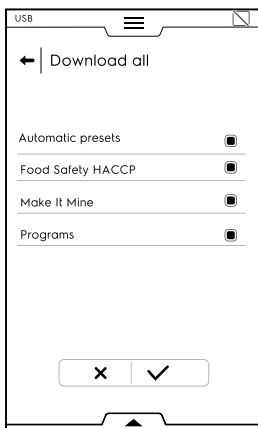 USB
Download all
Automatic presets
Food Safety HACCP
Make It Mine
Programs